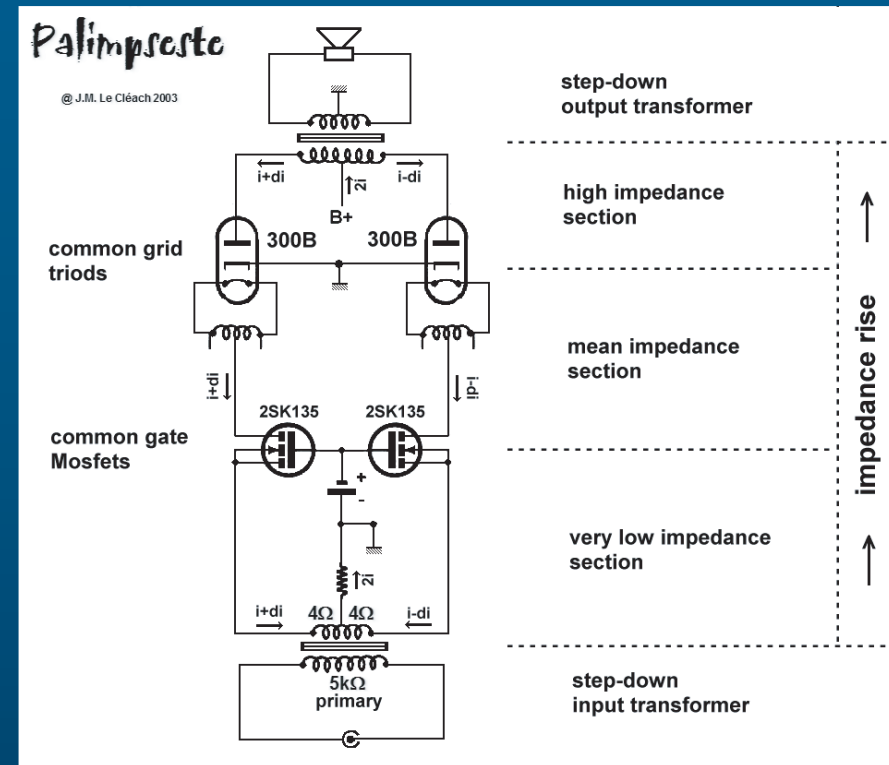 Palimpseste
@ J.M. Le Cléach 2003
step-down
output transformer
i+di
i-di
2i
B+
high impedance
section
300B
300B
common grid
triods
mean impedance
section
impedance rise
i+di
i-di
2SK135
2SK135
common gate
Mosfets
+
-
very low impedance
section
2i
i+di
4Ω
4Ω
i-di
5kΩ
primary
step-down
input transformer